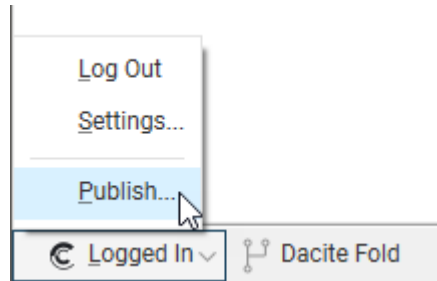 Log Out
Settings...
Publish...
Logged In
Dacite Fold